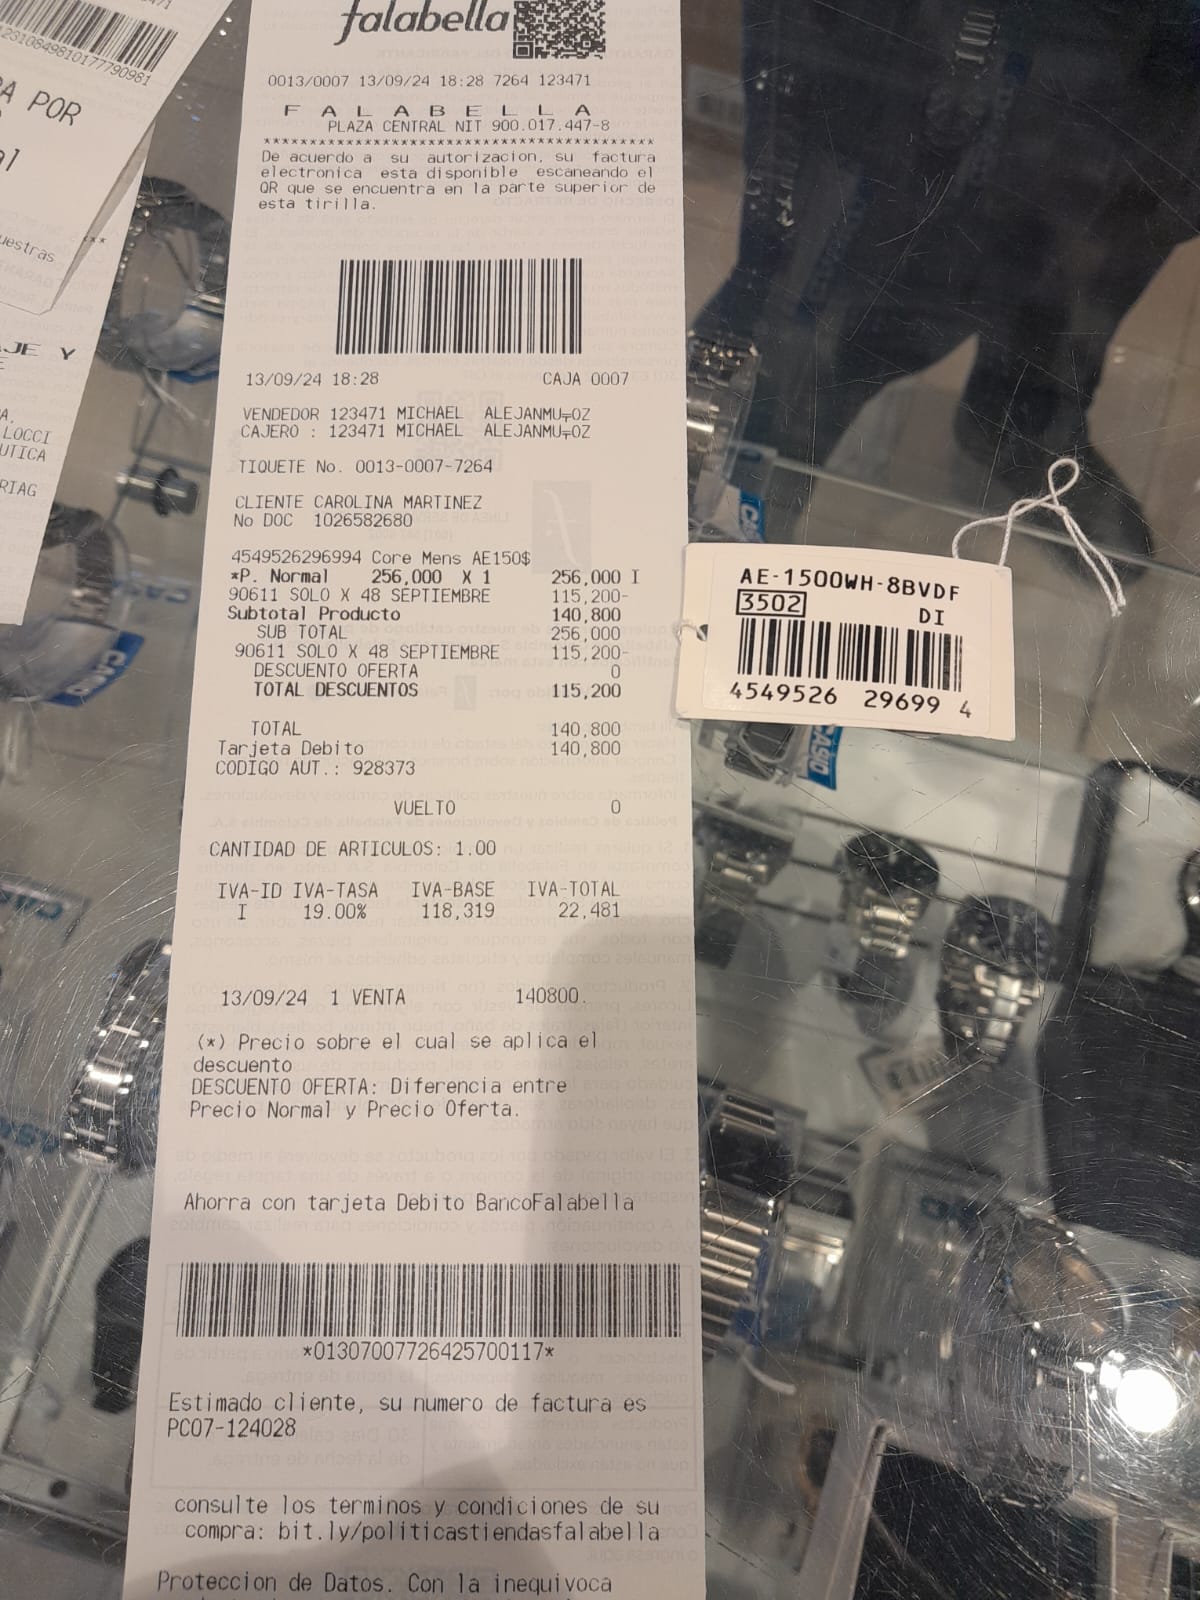 falabella
0013/0007 13/09/24 18:28 7264 123471
F A L A B E L L A
PLAZA CENTRAL NIT 900.017.447-8
******************************************
De acuerdo a su autorizacion, su factura
electronica esta disponible escaneando el
QR que se encuentra en la parte superior de
esta tirilla.
13/09/24 18:28 CAJA 0007
VENDEDOR 123471 MICHAEL ALEJANMU╤OZ
CAJERO : 123471 MICHAEL ALEJANMU╤OZ
TIQUETE No. 0013-0007-7264
CLIENTE CAROLINA MARTINEZ
No DOC 1026582680
4549526296994 Core Mens AE150$
*P. Normal 256,000 X 1 256,000 I
90611 SOLO X 48 SEPTIEMBRE 115,200-
Subtotal Producto 140,800
SUB TOTAL 256,000
90611 SOLO X 48 SEPTIEMBRE 115,200-
DESCUENTO OFERTA 0
TOTAL DESCUENTOS 115,200
TOTAL 140,800
Tarjeta Debito 140,800
CODIGO AUT.: 928373
VUELTO 0
CANTIDAD DE ARTICULOS: 1.00
IVA-ID IVA-TASA IVA-BASE IVA-TOTAL
I 19.00% 118,319 22,481
13/09/24 1 VENTA 140800.
(*) Precio sobre el cual se aplica el
descuento
DESCUENTO OFERTA: Diferencia entre
Precio Normal y Precio Oferta.
Ahorra con tarjeta Debito BancoFalabella
*01307007726425700117*
Estimado cliente, su numero de factura es
PC07-124028
consulte los terminos y condiciones de su
compra: bit.ly/politicastiendasfalabella
Proteccion de Datos. Con la inequivoca
AE-1500WH-8BVDF
3502 DI
4549526 29699 4
A POR
uestras
***
JE Y
LOCCI
UTICA
RIAG
CASIO
CASIO